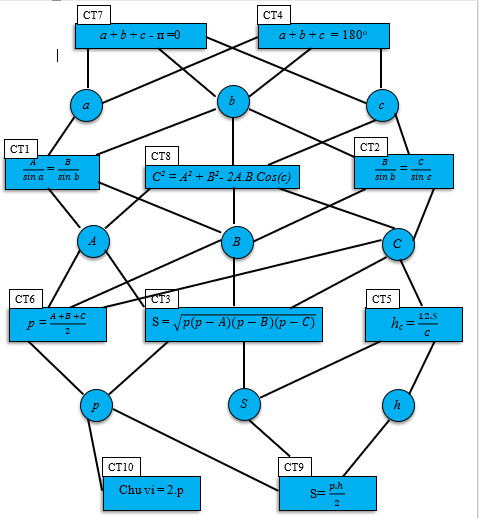 CT7
CT4
a + b + c - π =0
a + b + c = 180°
a
b
c
CT1
CT8
CT2
A/sin a = B/sin b
C² = A² + B²- 2A.B.Cos(c)
B/sin b = C/sin c
A
B
C
CT6
CT3
CT5
p = A+B+C/2
S = √p(p − A)(p − B)(p − C)
h_c = 12.S/c
p
S
h
CT10
CT9
Chu vi = 2.p
S= p.h/2